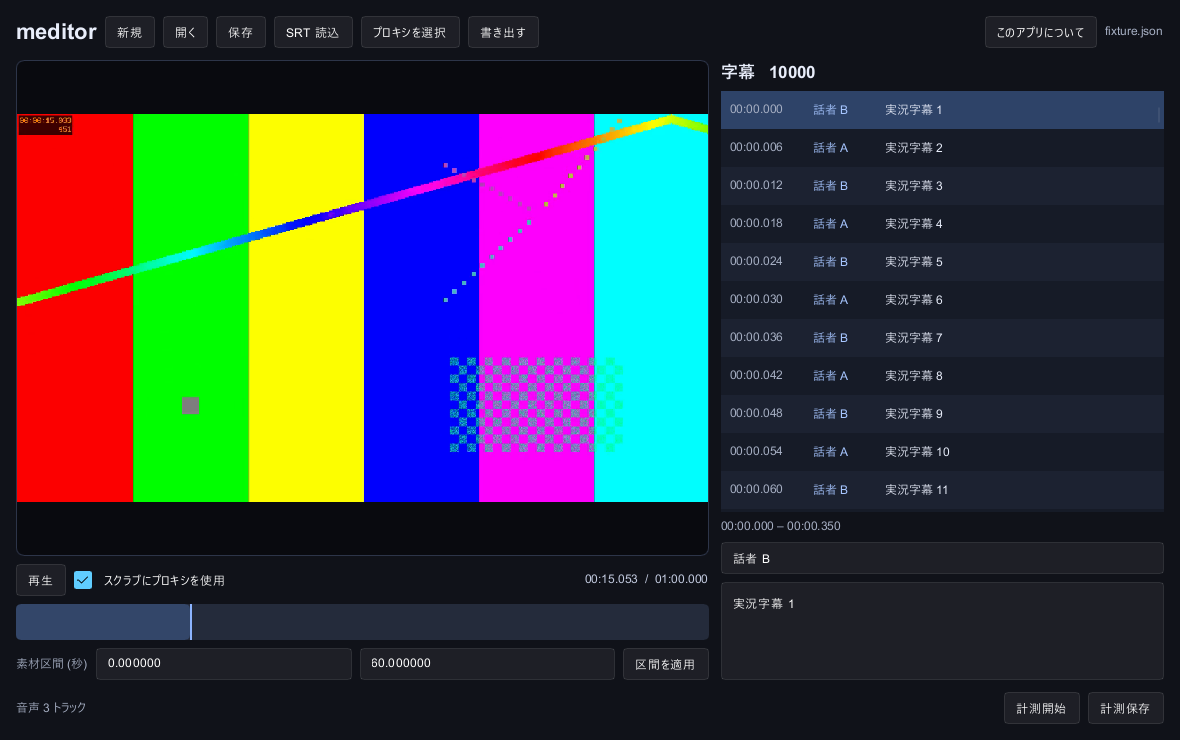 meditor 新規 開く 保存 SRT 読込 プロキシを選択 書き出す このアプリについて fixture.json
字幕 10000
00:00.000 話者 B 実況字幕 1
00:00.006 話者 A 実況字幕 2
00:00.012 話者 B 実況字幕 3
00:00.018 話者 A 実況字幕 4
00:00.024 話者 B 実況字幕 5
00:00.030 話者 A 実況字幕 6
00:00.036 話者 B 実況字幕 7
00:00.042 話者 A 実況字幕 8
00:00.048 話者 B 実況字幕 9
00:00.054 話者 A 実況字幕 10
00:00.060 話者 B 実況字幕 11
00:00.000 – 00:00.350
話者 B
実況字幕 1
再生 スクラブにプロキシを使用 00:15.053 / 01:00.000
素材区間 (秒) 0.000000 60.000000 区間を適用
音声 3 トラック 計測開始 計測保存